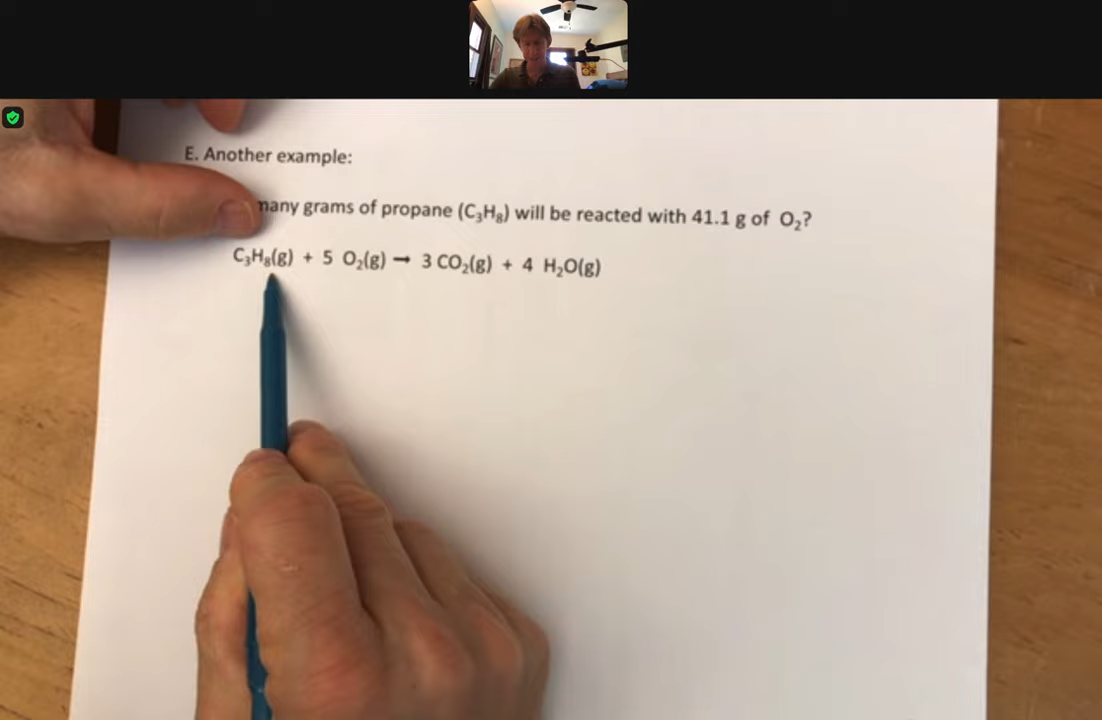 E. Another example:
many grams of propane (C₃H₈) will be reacted with 41.1 g of O₂?
C₃H₈(g) + 5 O₂(g) → 3 CO₂(g) + 4 H₂O(g)